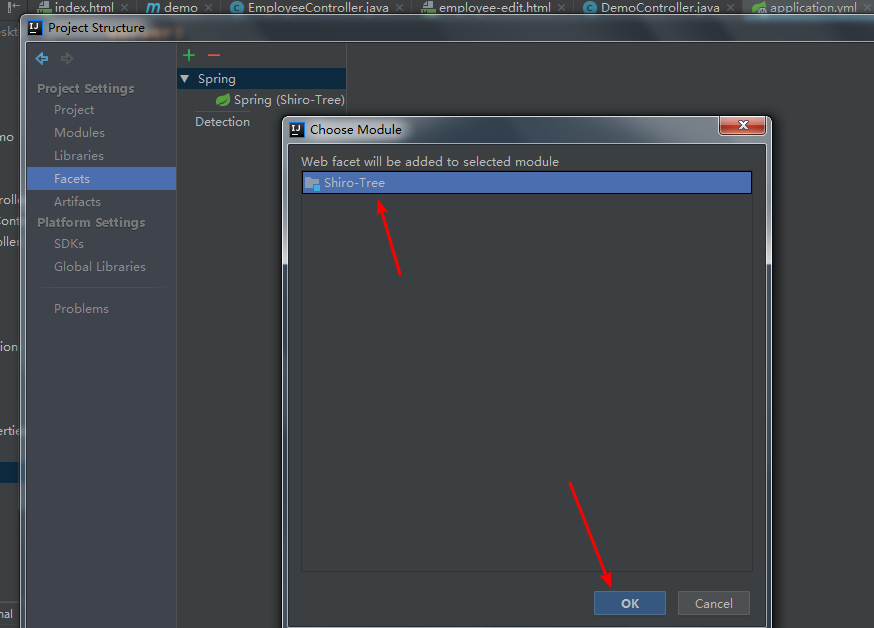 index.html demo EmployeeController.java employee-edit.html DemoController.java application.yml
Project Structure
Project Settings
Project
Modules
Libraries
Facets
Artifacts
Platform Settings
SDKs
Global Libraries
Problems
Spring
Spring (Shiro-Tree)
Detection
Choose Module
Web facet will be added to selected module
Shiro-Tree
OK Cancel